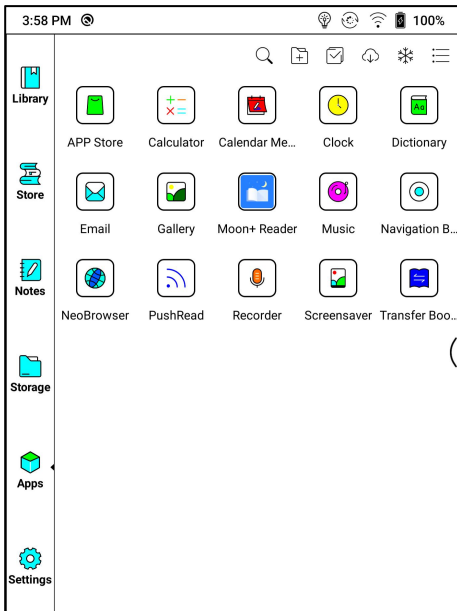 3:58 PM
100%
Library
APP Store
Calculator
Calendar Me...
Clock
Aa
Dictionary
Store
Email
Gallery
Moon+ Reader
Music
Navigation B...
Notes
NeoBrowser
PushRead
Recorder
Screensaver
Transfer Boo...
Storage
Apps
Settings